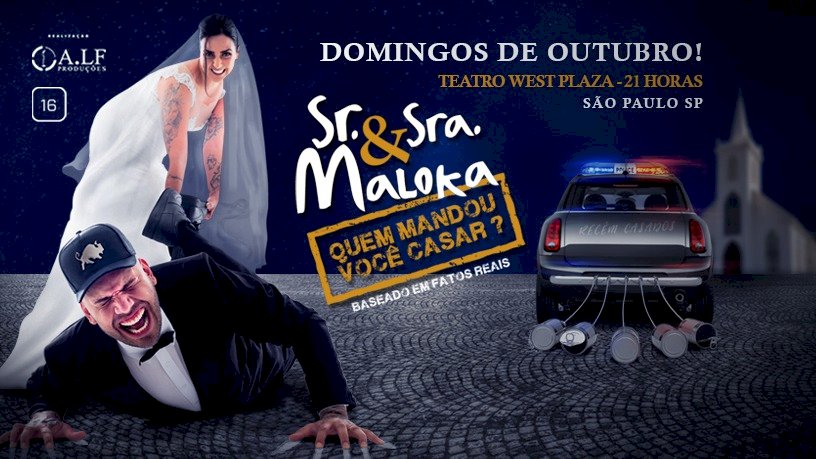 REALIZAÇÃO
A.LF
PRODUÇÕES
16
DOMINGOS DE OUTUBRO!
TEATRO WEST PLAZA - 21 HORAS
SÃO PAULO SP
Sr. & Sra.
MALOKA
QUEM MANDOU
VOCÊ CASAR ?
BASEADO EM FATOS REAIS
RECÉM CASADOS